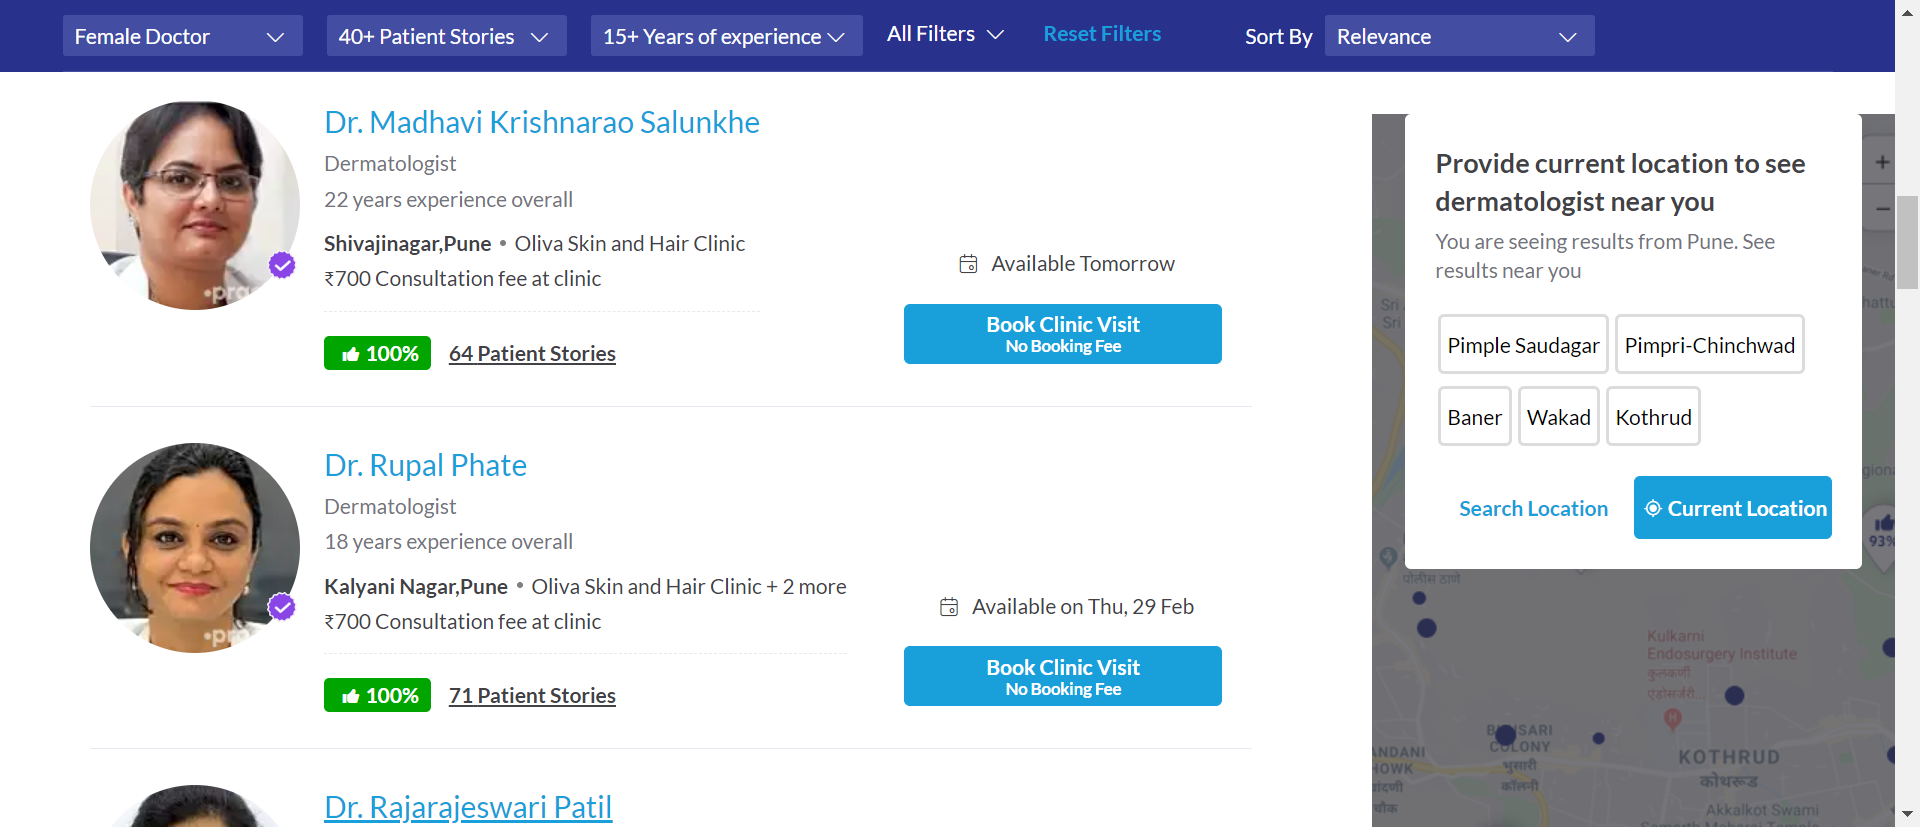 Female Doctor
40+ Patient Stories
15+ Years of experience
All Filters
Reset Filters
Sort By
Relevance
Dr. Madhavi Krishnarao Salunkhe
Dermatologist
22 years experience overall
Shivajinagar,Pune • Oliva Skin and Hair Clinic
₹700 Consultation fee at clinic
100%
64 Patient Stories
Available Tomorrow
Book Clinic Visit
No Booking Fee
Dr. Rupal Phate
Dermatologist
18 years experience overall
Kalyani Nagar,Pune • Oliva Skin and Hair Clinic + 2 more
₹700 Consultation fee at clinic
100%
71 Patient Stories
Available on Thu, 29 Feb
Book Clinic Visit
No Booking Fee
Dr. Rajarajeswari Patil
Provide current location to see
dermatologist near you
You are seeing results from Pune. See
results near you
Pimple Saudagar
Pimpri-Chinchwad
Baner
Wakad
Kothrud
Search Location
Current Location
93%
पोलीस ठाणे
Kulkarni
Endosurgery Institute
कुलकर्णी
एंडोसर्जरी...
COLONY
भुसारी
कॉलनी
KOTHRUD
कोथरूड
चौक
Akkalkot Swami